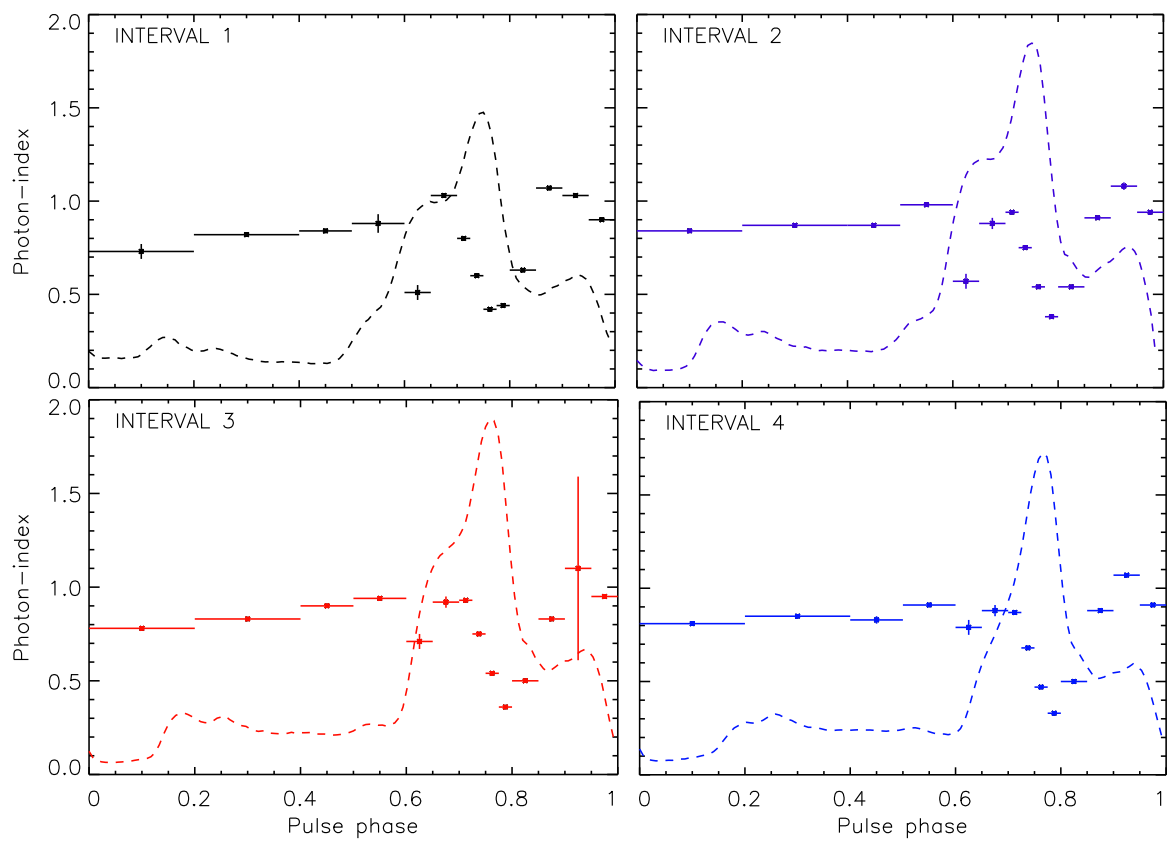 INTERVAL 1
INTERVAL 2
2.0
1.5
1.0
0.5
0.0
Photon-index
INTERVAL 3
INTERVAL 4
2.0
1.5
1.0
0.5
0.0
Photon-index
0 0.2 0.4 0.6 0.8 1.0
Pulse phase
0 0.2 0.4 0.6 0.8 1
Pulse phase